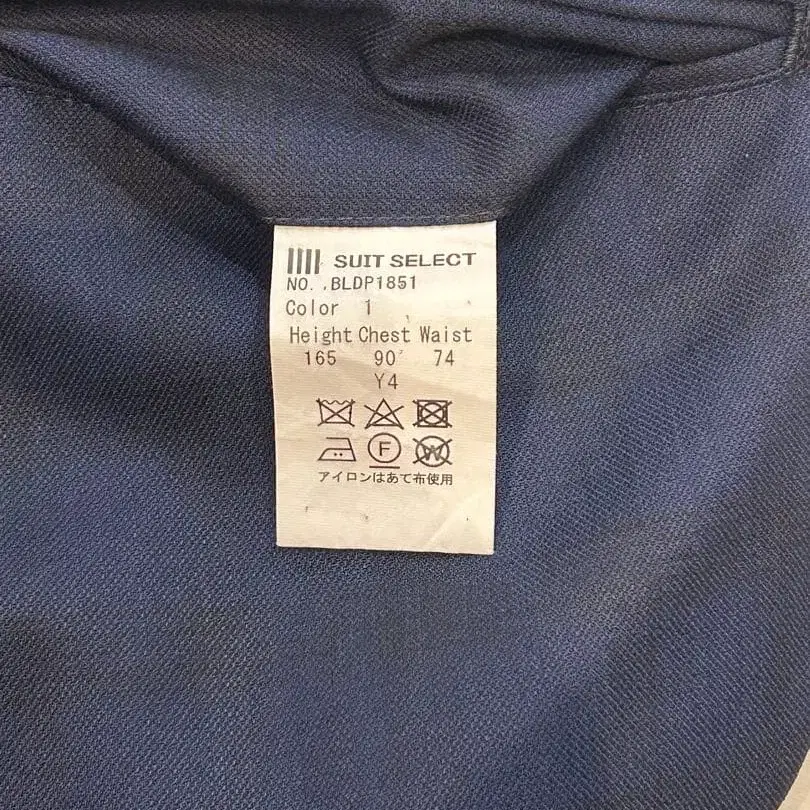 SUIT SELECT
NO. .BLDP1851
Color 1
Height Chest Waist
165 90 74
Y4
F W
アイロンはあて布使用